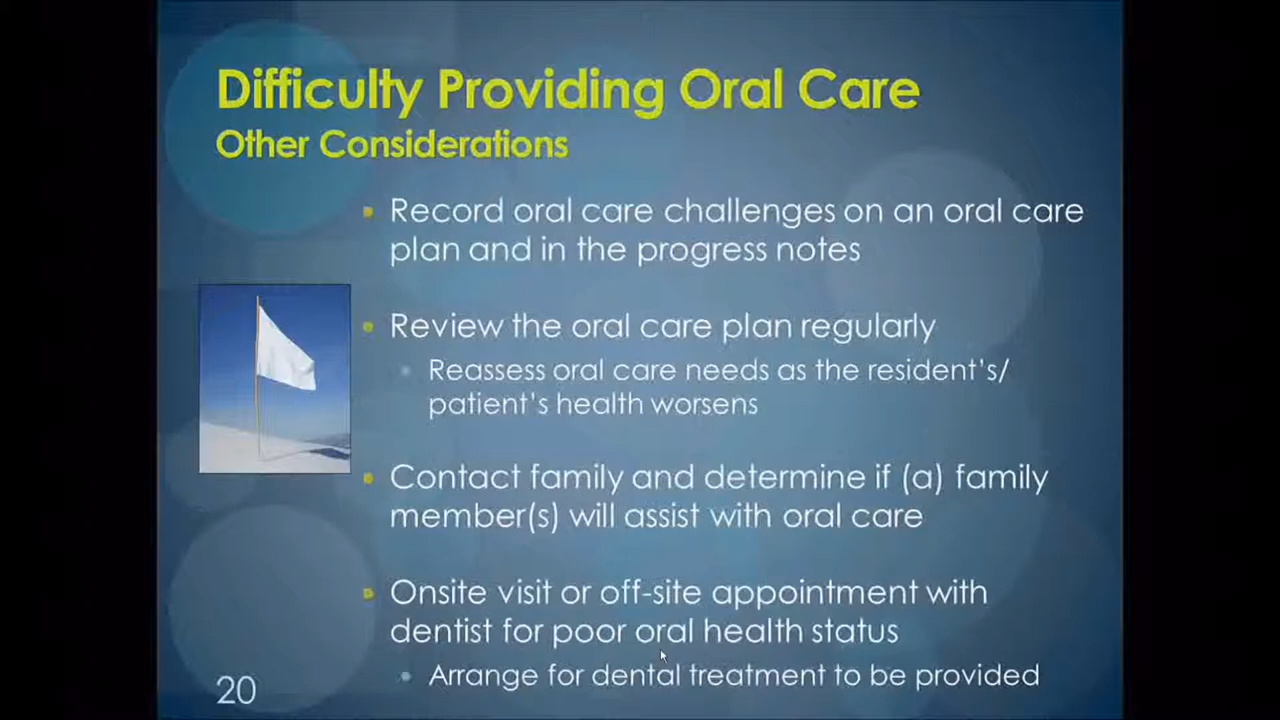 Difficulty Providing Oral Care
Other Considerations
Record oral care challenges on an oral care
plan and in the progress notes
Review the oral care plan regularly
Reassess oral care needs as the resident's/
patient's health worsens
Contact family and determine if (a) family
member(s) will assist with oral care
Onsite visit or off-site appointment with
dentist for poor oral health status
Arrange for dental treatment to be provided
20